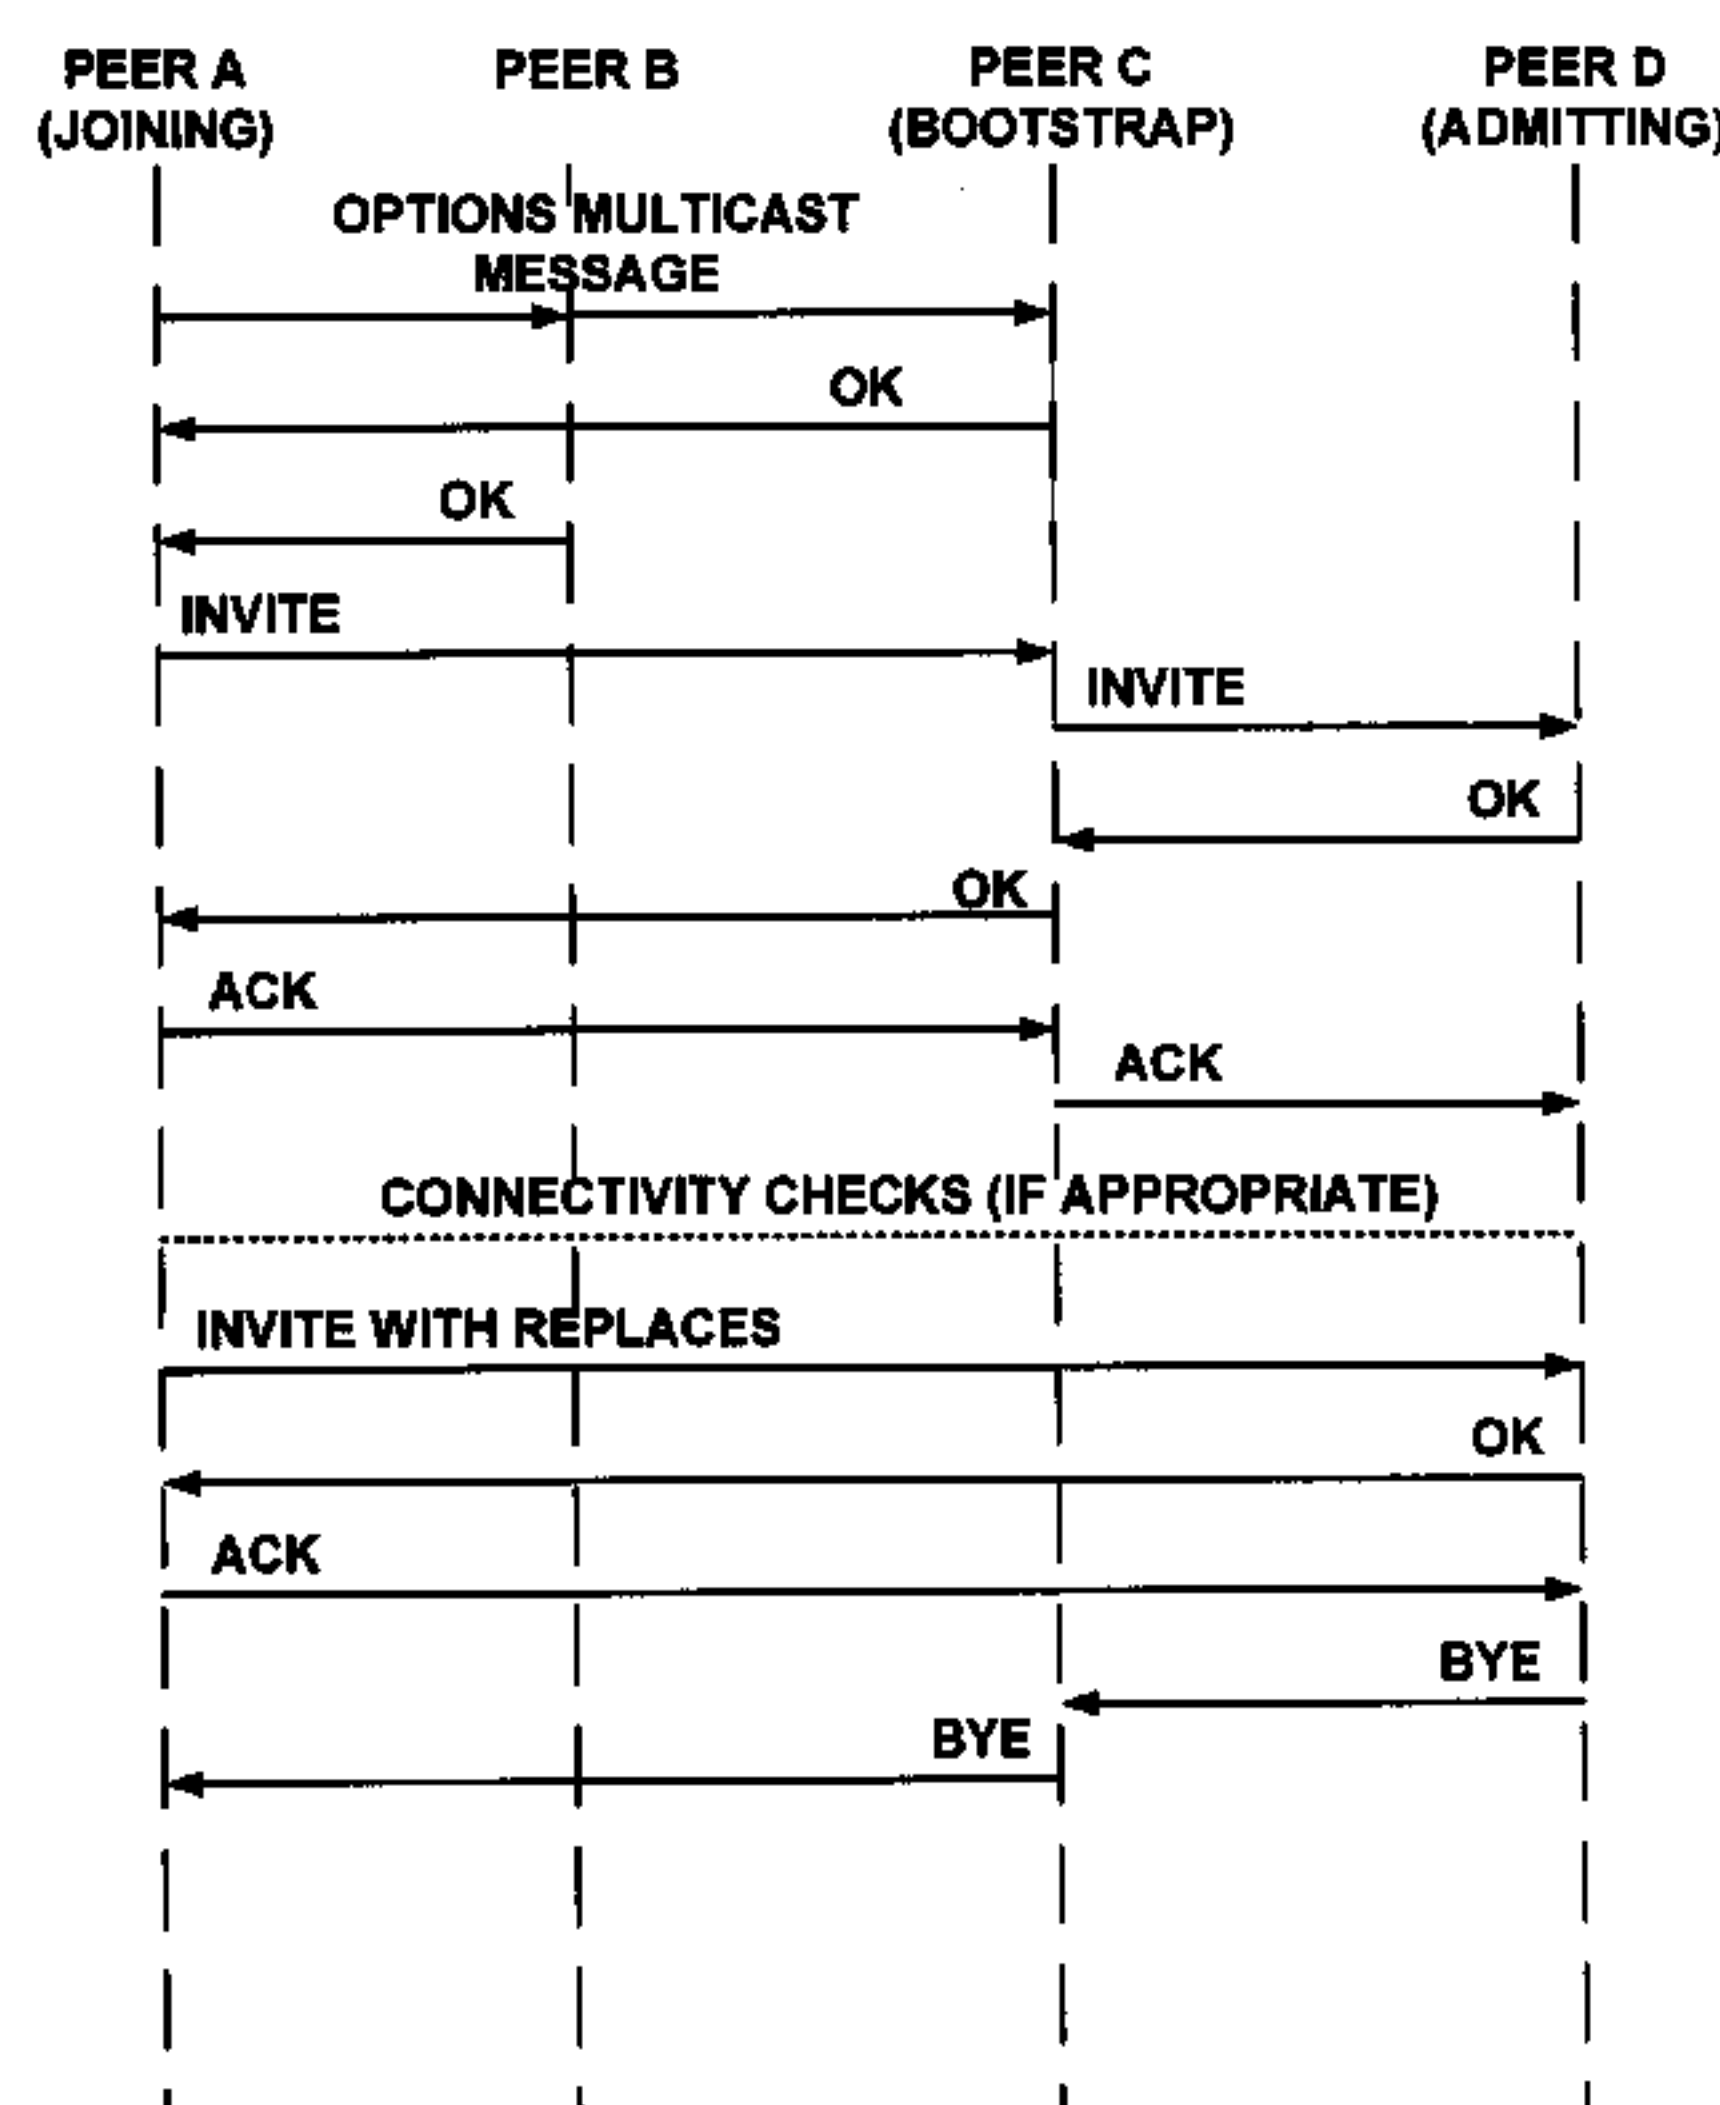 PEER A
(JOINING)
PEER B
PEER C
(BOOTSTRAP)
PEER D
(ADMITTING)
OPTIONS MULTICAST
MESSAGE
OK
OK
INVITE
INVITE
OK
OK
ACK
ACK
CONNECTIVITY CHECKS (IF APPROPRIATE)
INVITE WITH REPLACES
OK
ACK
BYE
BYE